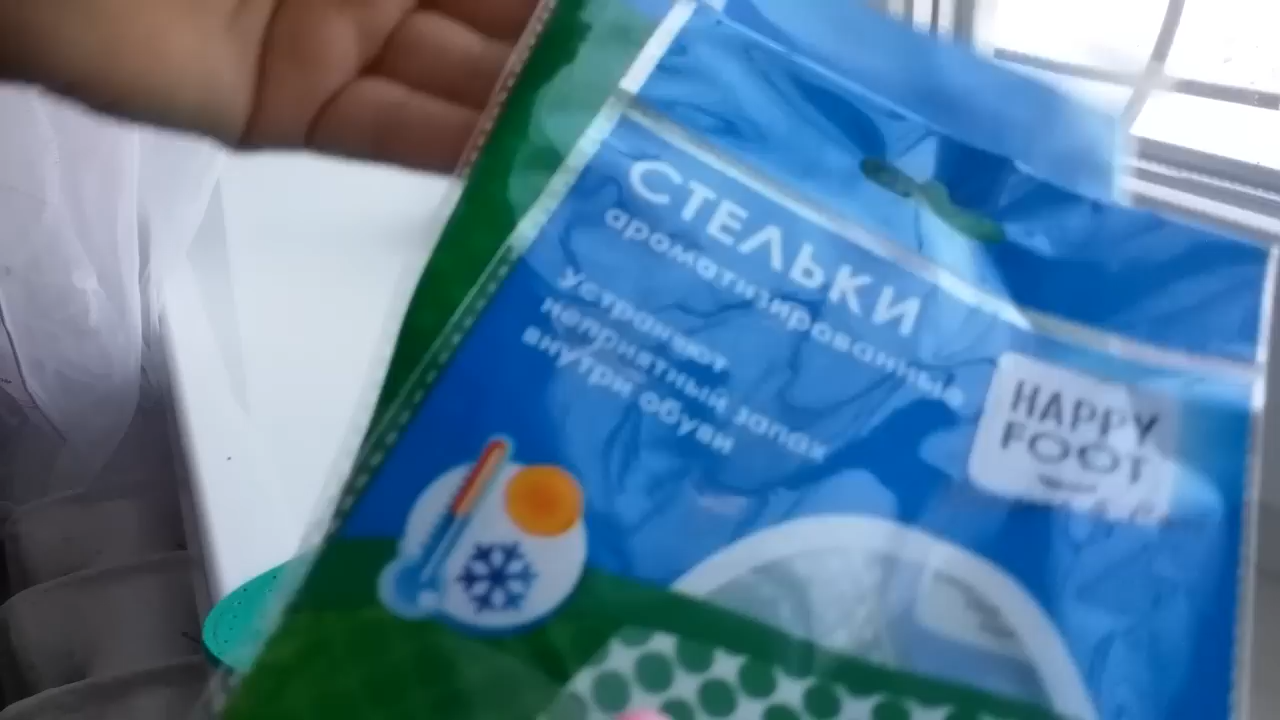 СТЕЛЬКИ
ароматизированные
Устраняют
неприятный запах
внутри обуви
HAPPY
FOOT